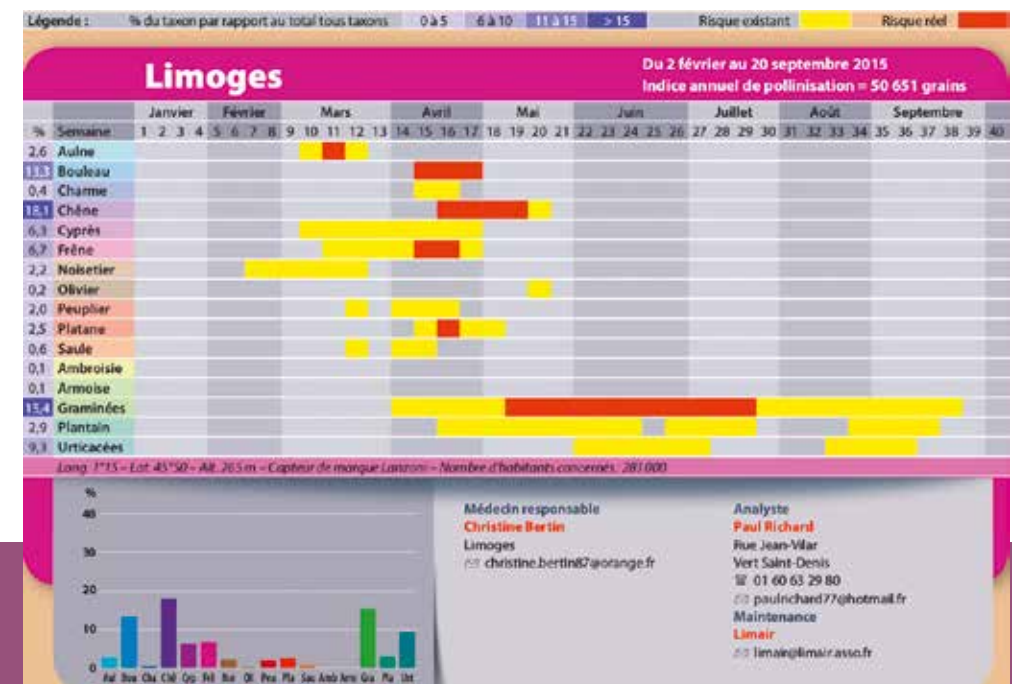 Légende : % du taxon par rapport au total tous taxons 0 à 5 6 à 10 11 à 15 > 15 Risque existant Risque réel
Limoges
Du 2 février au 20 septembre 2015
Indice annuel de pollinisation = 50 651 grains
Janvier Février Mars Avril Mai Juin Juillet Août Septembre
% Semaine 1 2 3 4 5 6 7 8 9 10 11 12 13 14 15 16 17 18 19 20 21 22 23 24 25 26 27 28 29 30 31 32 33 34 35 36 37 38 39 40
2,6 Aulne
13,3 Bouleau
0,4 Charme
18,1 Chêne
6,3 Cyprès
6,7 Frêne
2,2 Noisetier
0,2 Olivier
2,0 Peuplier
2,5 Platane
0,6 Saule
0,1 Ambroisie
0,1 Armoise
15,4 Graminées
2,9 Plantain
9,3 Urticacées
Long. 1°15 – Lat. 45°50 – Alt. 265 m – Capteur de marque Lanzoni – Nombre d'habitants concernés : 281 000
%
40
30
20
10
0
Aul Bou Cha Chê Cyp Frê Noi Oli Peu Pla Sau Amb Arm Gra Pla Urt
Médecin responsable
Christine Bertin
Limoges
christine.bertin87@orange.fr
Analyste
Paul Richard
Rue Jean-Vilar
Vert Saint-Denis
☎ 01 60 63 29 80
paulrichard77@hotmail.fr
Maintenance
Limair
limair@limair.asso.fr